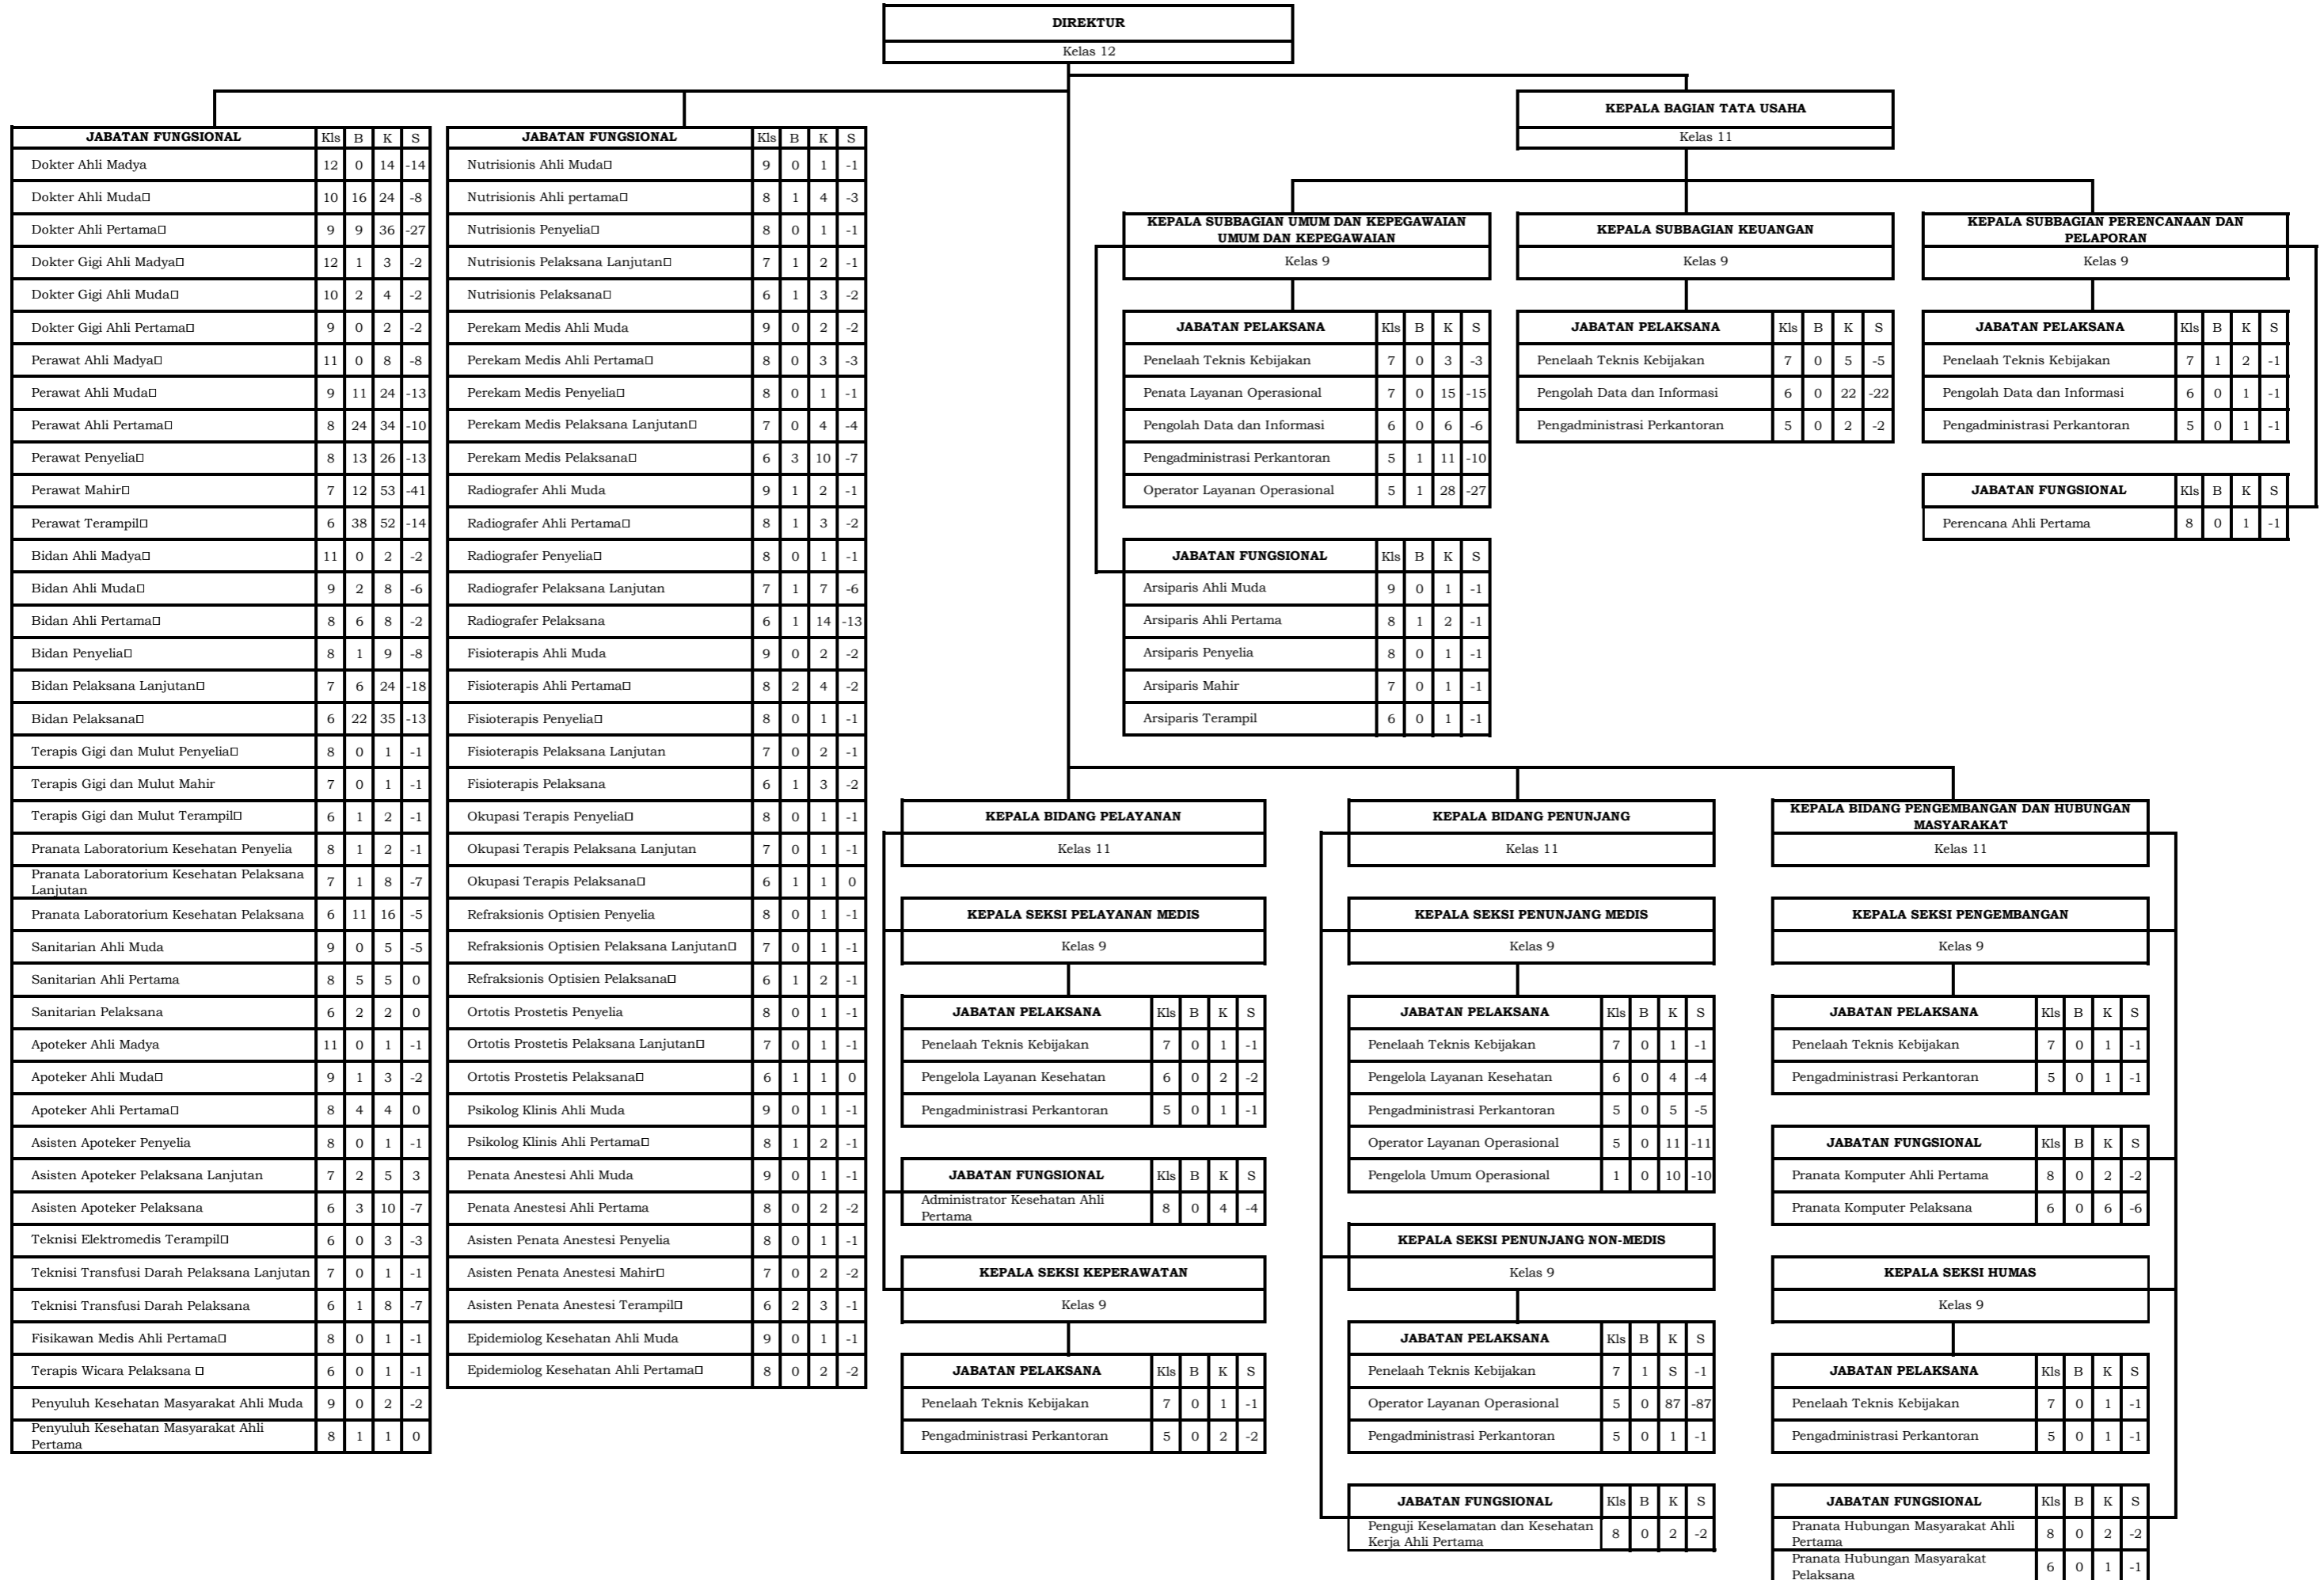 DIREKTUR
Kelas 12
KEPALA BAGIAN TATA USAHA
Kelas 11
JABATAN FUNGSIONAL Kls B K S
Dokter Ahli Madya 12 0 14 -14
Dokter Ahli Muda□ 10 16 24 -8
Dokter Ahli Pertama□ 9 9 36 -27
Dokter Gigi Ahli Madya□ 12 1 3 -2
Dokter Gigi Ahli Muda□ 10 2 4 -2
Dokter Gigi Ahli Pertama□ 9 0 2 -2
Perawat Ahli Madya□ 11 0 8 -8
Perawat Ahli Muda□ 9 11 24 -13
Perawat Ahli Pertama□ 8 24 34 -10
Perawat Penyelia□ 8 13 26 -13
Perawat Mahir□ 7 12 53 -41
Perawat Terampil□ 6 38 52 -14
Bidan Ahli Madya□ 11 0 2 -2
Bidan Ahli Muda□ 9 2 8 -6
Bidan Ahli Pertama□ 8 6 8 -2
Bidan Penyelia□ 8 1 9 -8
Bidan Pelaksana Lanjutan□ 7 6 24 -18
Bidan Pelaksana□ 6 22 35 -13
Terapis Gigi dan Mulut Penyelia□ 8 0 1 -1
Terapis Gigi dan Mulut Mahir 7 0 1 -1
Terapis Gigi dan Mulut Terampil□ 6 1 2 -1
Pranata Laboratorium Kesehatan Penyelia 8 1 2 -1
Pranata Laboratorium Kesehatan Pelaksana
Lanjutan 7 1 8 -7
Pranata Laboratorium Kesehatan Pelaksana 6 11 16 -5
Sanitarian Ahli Muda 9 0 5 -5
Sanitarian Ahli Pertama 8 5 5 0
Sanitarian Pelaksana 6 2 2 0
Apoteker Ahli Madya 11 0 1 -1
Apoteker Ahli Muda□ 9 1 3 -2
Apoteker Ahli Pertama□ 8 4 4 0
Asisten Apoteker Penyelia 8 0 1 -1
Asisten Apoteker Pelaksana Lanjutan 7 2 5 3
Asisten Apoteker Pelaksana 6 3 10 -7
Teknisi Elektromedis Terampil□ 6 0 3 -3
Teknisi Transfusi Darah Pelaksana Lanjutan 7 0 1 -1
Teknisi Transfusi Darah Pelaksana 6 1 8 -7
Fisikawan Medis Ahli Pertama□ 8 0 1 -1
Terapis Wicara Pelaksana □ 6 0 1 -1
Penyuluh Kesehatan Masyarakat Ahli Muda 9 0 2 -2
Penyuluh Kesehatan Masyarakat Ahli
Pertama 8 1 1 0
JABATAN FUNGSIONAL Kls B K S
Nutrisionis Ahli Muda□ 9 0 1 -1
Nutrisionis Ahli pertama□ 8 1 4 -3
Nutrisionis Penyelia□ 8 0 1 -1
Nutrisionis Pelaksana Lanjutan□ 7 1 2 -1
Nutrisionis Pelaksana□ 6 1 3 -2
Perekam Medis Ahli Muda 9 0 2 -2
Perekam Medis Ahli Pertama□ 8 0 3 -3
Perekam Medis Penyelia□ 8 0 1 -1
Perekam Medis Pelaksana Lanjutan□ 7 0 4 -4
Perekam Medis Pelaksana□ 6 3 10 -7
Radiografer Ahli Muda 9 1 2 -1
Radiografer Ahli Pertama□ 8 1 3 -2
Radiografer Penyelia□ 8 0 1 -1
Radiografer Pelaksana Lanjutan 7 1 7 -6
Radiografer Pelaksana 6 1 14 -13
Fisioterapis Ahli Muda 9 0 2 -2
Fisioterapis Ahli Pertama□ 8 2 4 -2
Fisioterapis Penyelia□ 8 0 1 -1
Fisioterapis Pelaksana Lanjutan 7 0 2 -1
Fisioterapis Pelaksana 6 1 3 -2
Okupasi Terapis Penyelia□ 8 0 1 -1
Okupasi Terapis Pelaksana Lanjutan 7 0 1 -1
Okupasi Terapis Pelaksana□ 6 1 1 0
Refraksionis Optisien Penyelia 8 0 1 -1
Refraksionis Optisien Pelaksana Lanjutan□ 7 0 1 -1
Refraksionis Optisien Pelaksana□ 6 1 2 -1
Ortotis Prostetis Penyelia 8 0 1 -1
Ortotis Prostetis Pelaksana Lanjutan□ 7 0 1 -1
Ortotis Prostetis Pelaksana□ 6 1 1 0
Psikolog Klinis Ahli Muda 9 0 1 -1
Psikolog Klinis Ahli Pertama□ 8 1 2 -1
Penata Anestesi Ahli Muda 9 0 1 -1
Penata Anestesi Ahli Pertama 8 0 2 -2
Asisten Penata Anestesi Penyelia 8 0 1 -1
Asisten Penata Anestesi Mahir□ 7 0 2 -2
Asisten Penata Anestesi Terampil□ 6 2 3 -1
Epidemiolog Kesehatan Ahli Muda 9 0 1 -1
Epidemiolog Kesehatan Ahli Pertama□ 8 0 2 -2
KEPALA SUBBAGIAN UMUM DAN KEPEGAWAIAN
UMUM DAN KEPEGAWAIAN
Kelas 9
JABATAN PELAKSANA Kls B K S
Penelaah Teknis Kebijakan 7 0 3 -3
Penata Layanan Operasional 7 0 15 -15
Pengolah Data dan Informasi 6 0 6 -6
Pengadministrasi Perkantoran 5 1 11 -10
Operator Layanan Operasional 5 1 28 -27
JABATAN FUNGSIONAL Kls B K S
Arsiparis Ahli Muda 9 0 1 -1
Arsiparis Ahli Pertama 8 1 2 -1
Arsiparis Penyelia 8 0 1 -1
Arsiparis Mahir 7 0 1 -1
Arsiparis Terampil 6 0 1 -1
KEPALA SUBBAGIAN KEUANGAN
Kelas 9
JABATAN PELAKSANA Kls B K S
Penelaah Teknis Kebijakan 7 0 5 -5
Pengolah Data dan Informasi 6 0 22 -22
Pengadministrasi Perkantoran 5 0 2 -2
KEPALA SUBBAGIAN PERENCANAAN DAN
PELAPORAN
Kelas 9
JABATAN PELAKSANA Kls B K S
Penelaah Teknis Kebijakan 7 1 2 -1
Pengolah Data dan Informasi 6 0 1 -1
Pengadministrasi Perkantoran 5 0 1 -1
JABATAN FUNGSIONAL Kls B K S
Perencana Ahli Pertama 8 0 1 -1
KEPALA BIDANG PELAYANAN
Kelas 11
KEPALA SEKSI PELAYANAN MEDIS
Kelas 9
JABATAN PELAKSANA Kls B K S
Penelaah Teknis Kebijakan 7 0 1 -1
Pengelola Layanan Kesehatan 6 0 2 -2
Pengadministrasi Perkantoran 5 0 1 -1
JABATAN FUNGSIONAL Kls B K S
Administrator Kesehatan Ahli
Pertama 8 0 4 -4
KEPALA SEKSI KEPERAWATAN
Kelas 9
JABATAN PELAKSANA Kls B K S
Penelaah Teknis Kebijakan 7 0 1 -1
Pengadministrasi Perkantoran 5 0 2 -2
KEPALA BIDANG PENUNJANG
Kelas 11
KEPALA SEKSI PENUNJANG MEDIS
Kelas 9
JABATAN PELAKSANA Kls B K S
Penelaah Teknis Kebijakan 7 0 1 -1
Pengelola Layanan Kesehatan 6 0 4 -4
Pengadministrasi Perkantoran 5 0 5 -5
Operator Layanan Operasional 5 0 11 -11
Pengelola Umum Operasional 1 0 10 -10
KEPALA SEKSI PENUNJANG NON-MEDIS
Kelas 9
JABATAN PELAKSANA Kls B K S
Penelaah Teknis Kebijakan 7 1 S -1
Operator Layanan Operasional 5 0 87 -87
Pengadministrasi Perkantoran 5 0 1 -1
JABATAN FUNGSIONAL Kls B K S
Penguji Keselamatan dan Kesehatan
Kerja Ahli Pertama 8 0 2 -2
KEPALA BIDANG PENGEMBANGAN DAN HUBUNGAN
MASYARAKAT
Kelas 11
KEPALA SEKSI PENGEMBANGAN
Kelas 9
JABATAN PELAKSANA Kls B K S
Penelaah Teknis Kebijakan 7 0 1 -1
Pengadministrasi Perkantoran 5 0 1 -1
JABATAN FUNGSIONAL Kls B K S
Pranata Komputer Ahli Pertama 8 0 2 -2
Pranata Komputer Pelaksana 6 0 6 -6
KEPALA SEKSI HUMAS
Kelas 9
JABATAN PELAKSANA Kls B K S
Penelaah Teknis Kebijakan 7 0 1 -1
Pengadministrasi Perkantoran 5 0 1 -1
JABATAN FUNGSIONAL Kls B K S
Pranata Hubungan Masyarakat Ahli
Pertama 8 0 2 -2
Pranata Hubungan Masyarakat
Pelaksana 6 0 1 -1